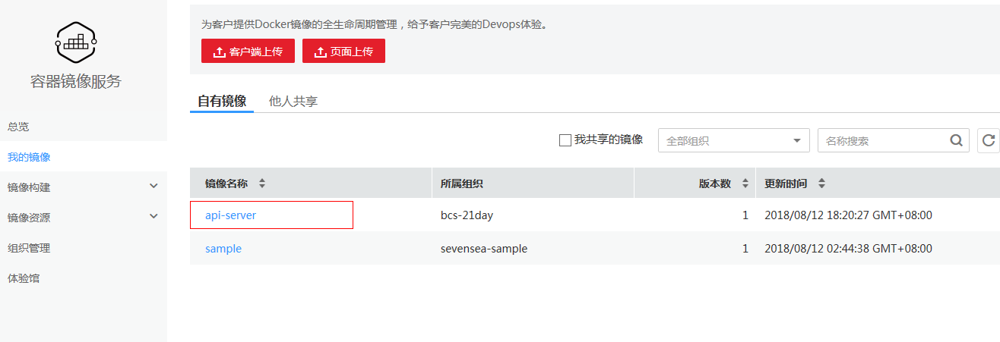 容器镜像服务
总览
我的镜像
镜像构建
镜像资源
组织管理
体验馆
为客户提供Docker镜像的全生命周期管理，给予客户完美的Devops体验。
客户端上传 页面上传
自有镜像 他人共享
我共享的镜像 全部组织 名称搜索
镜像名称 所属组织 版本数 更新时间
api-server bcs-21day 1 2018/08/12 18:20:27 GMT+08:00
sample sevensea-sample 1 2018/08/12 02:44:38 GMT+08:00